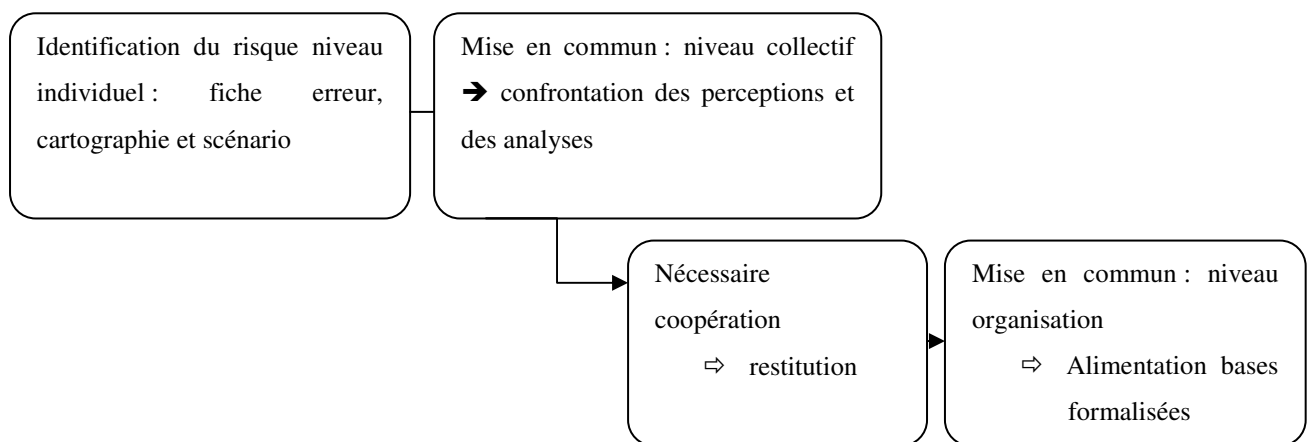 Identification du risque niveau
individuel : fiche erreur,
cartographie et scénario
Mise en commun : niveau collectif
➔ confrontation des perceptions et
des analyses
Nécessaire
coopération
⇨ restitution
Mise en commun : niveau
organisation
⇨ Alimentation bases
formalisées